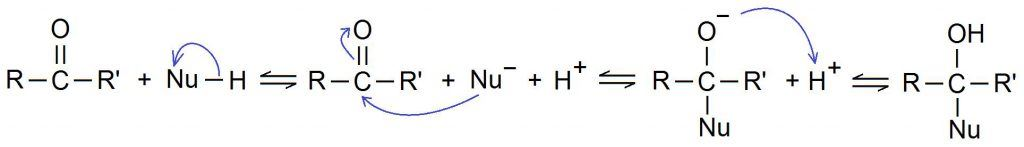 O O O⁻ OH
R–C–R' + Nu–H ⇌ R–C–R' + Nu⁻ + H⁺ ⇌ R–C–R' + H⁺ ⇌ R–C–R'
Nu Nu